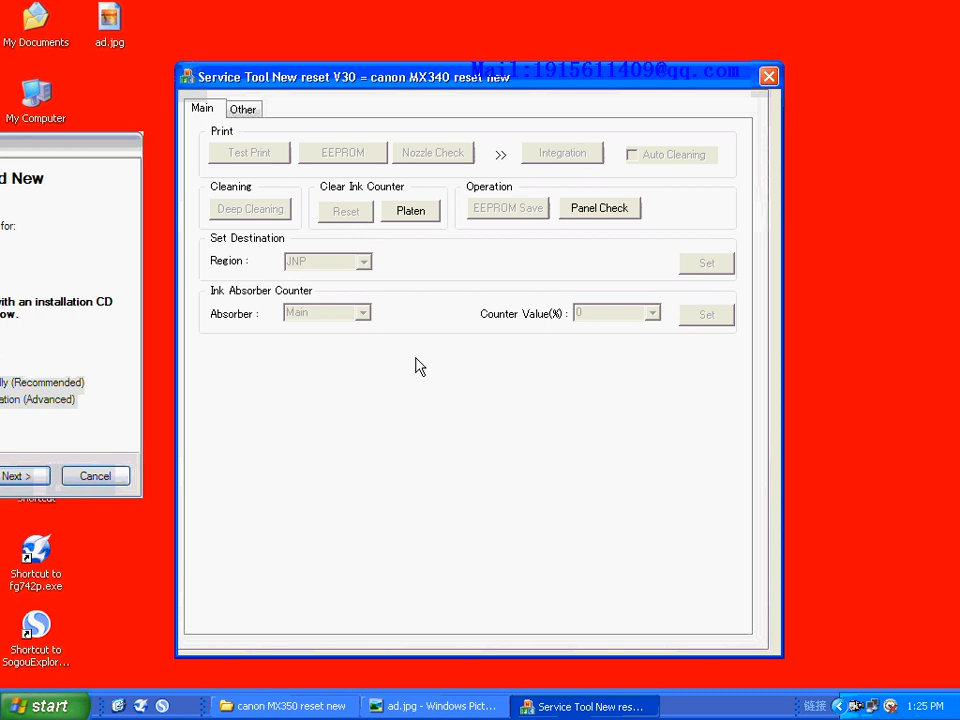 My Documents
ad.jpg
My Computer
d New
for:
ith an installation CD
ow.
lly (Recommended)
ation (Advanced)
Next >
Cancel
Shortcut to
fg742p.exe
Shortcut to
SogouExplor...
Service Tool New reset V30 = canon MX340 reset new
Mail:1915611409@qq.com
Main
Other
Print
Test Print
EEPROM
Nozzle Check
>>
Integration
Auto Cleaning
Cleaning
Deep Cleaning
Clear Ink Counter
Reset
Platen
Operation
EEPROM Save
Panel Check
Set Destination
Region :
JNP
Set
Ink Absorber Counter
Absorber :
Main
Counter Value(%) :
0
Set
start
canon MX350 reset new
ad.jpg - Windows Pict...
Service Tool New res...
链接
1:25 PM